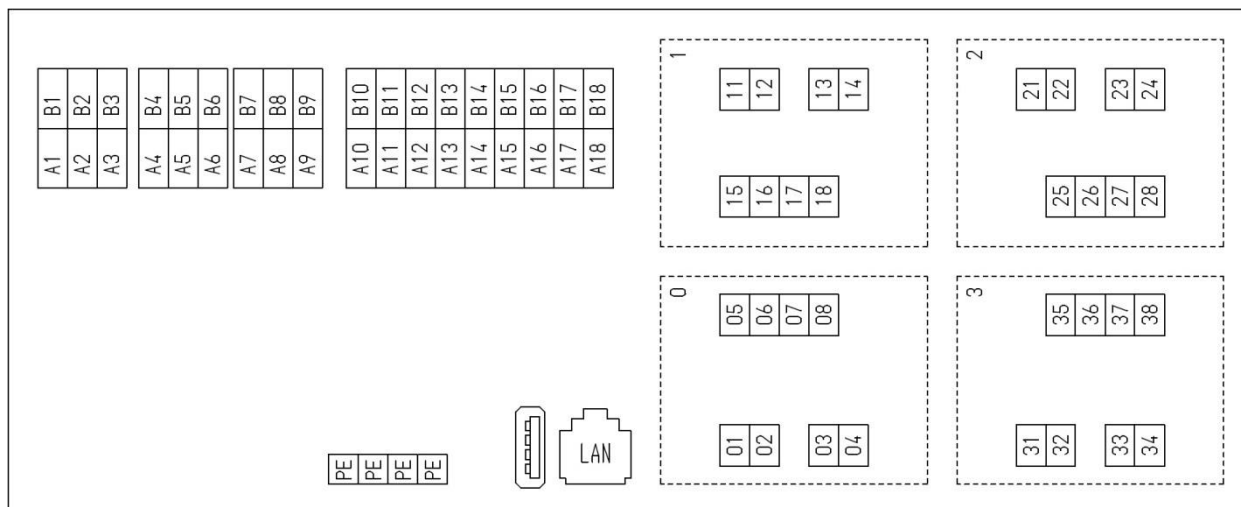 B1 B2 B3 B4 B5 B6 B7 B8 B9 B10 B11 B12 B13 B14 B15 B16 B17 B18
A1 A2 A3 A4 A5 A6 A7 A8 A9 A10 A11 A12 A13 A14 A15 A16 A17 A18
1
11 12 13 14
15 16 17 18
2
21 22 23 24
25 26 27 28
0
05 06 07 08
01 02 03 04
3
35 36 37 38
31 32 33 34
PE PE PE PE
LAN